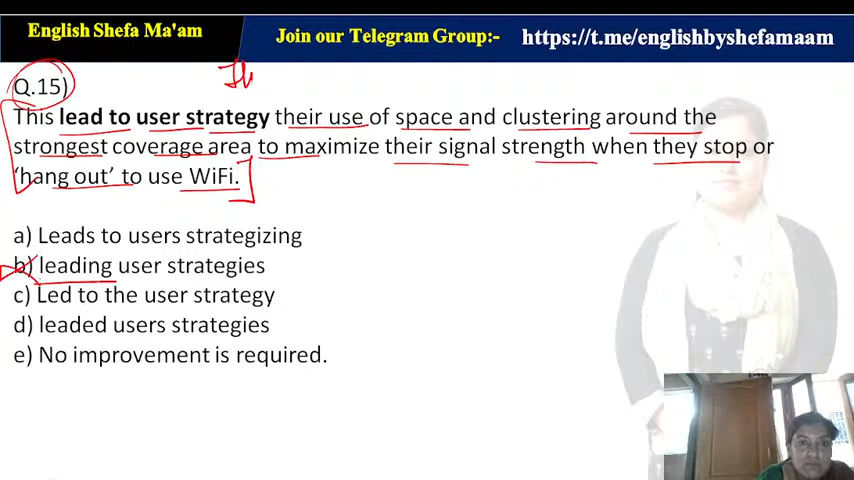 English Shefa Ma'am
Join our Telegram Group:- https://t.me/englishbyshefamaam
Q.15)
This lead to user strategy their use of space and clustering around the
strongest coverage area to maximize their signal strength when they stop or
'hang out' to use WiFi.
a) Leads to users strategizing
b) leading user strategies
c) Led to the user strategy
d) leaded users strategies
e) No improvement is required.